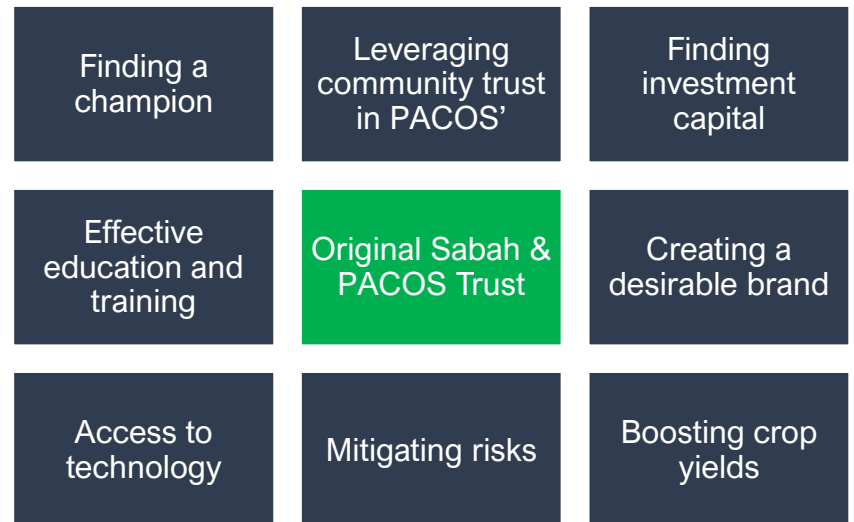 Finding a
champion
Leveraging
community trust
in PACOS’
Finding
investment
capital
Effective
education and
training
Original Sabah &
PACOS Trust
Creating a
desirable brand
Access to
technology
Mitigating risks
Boosting crop
yields